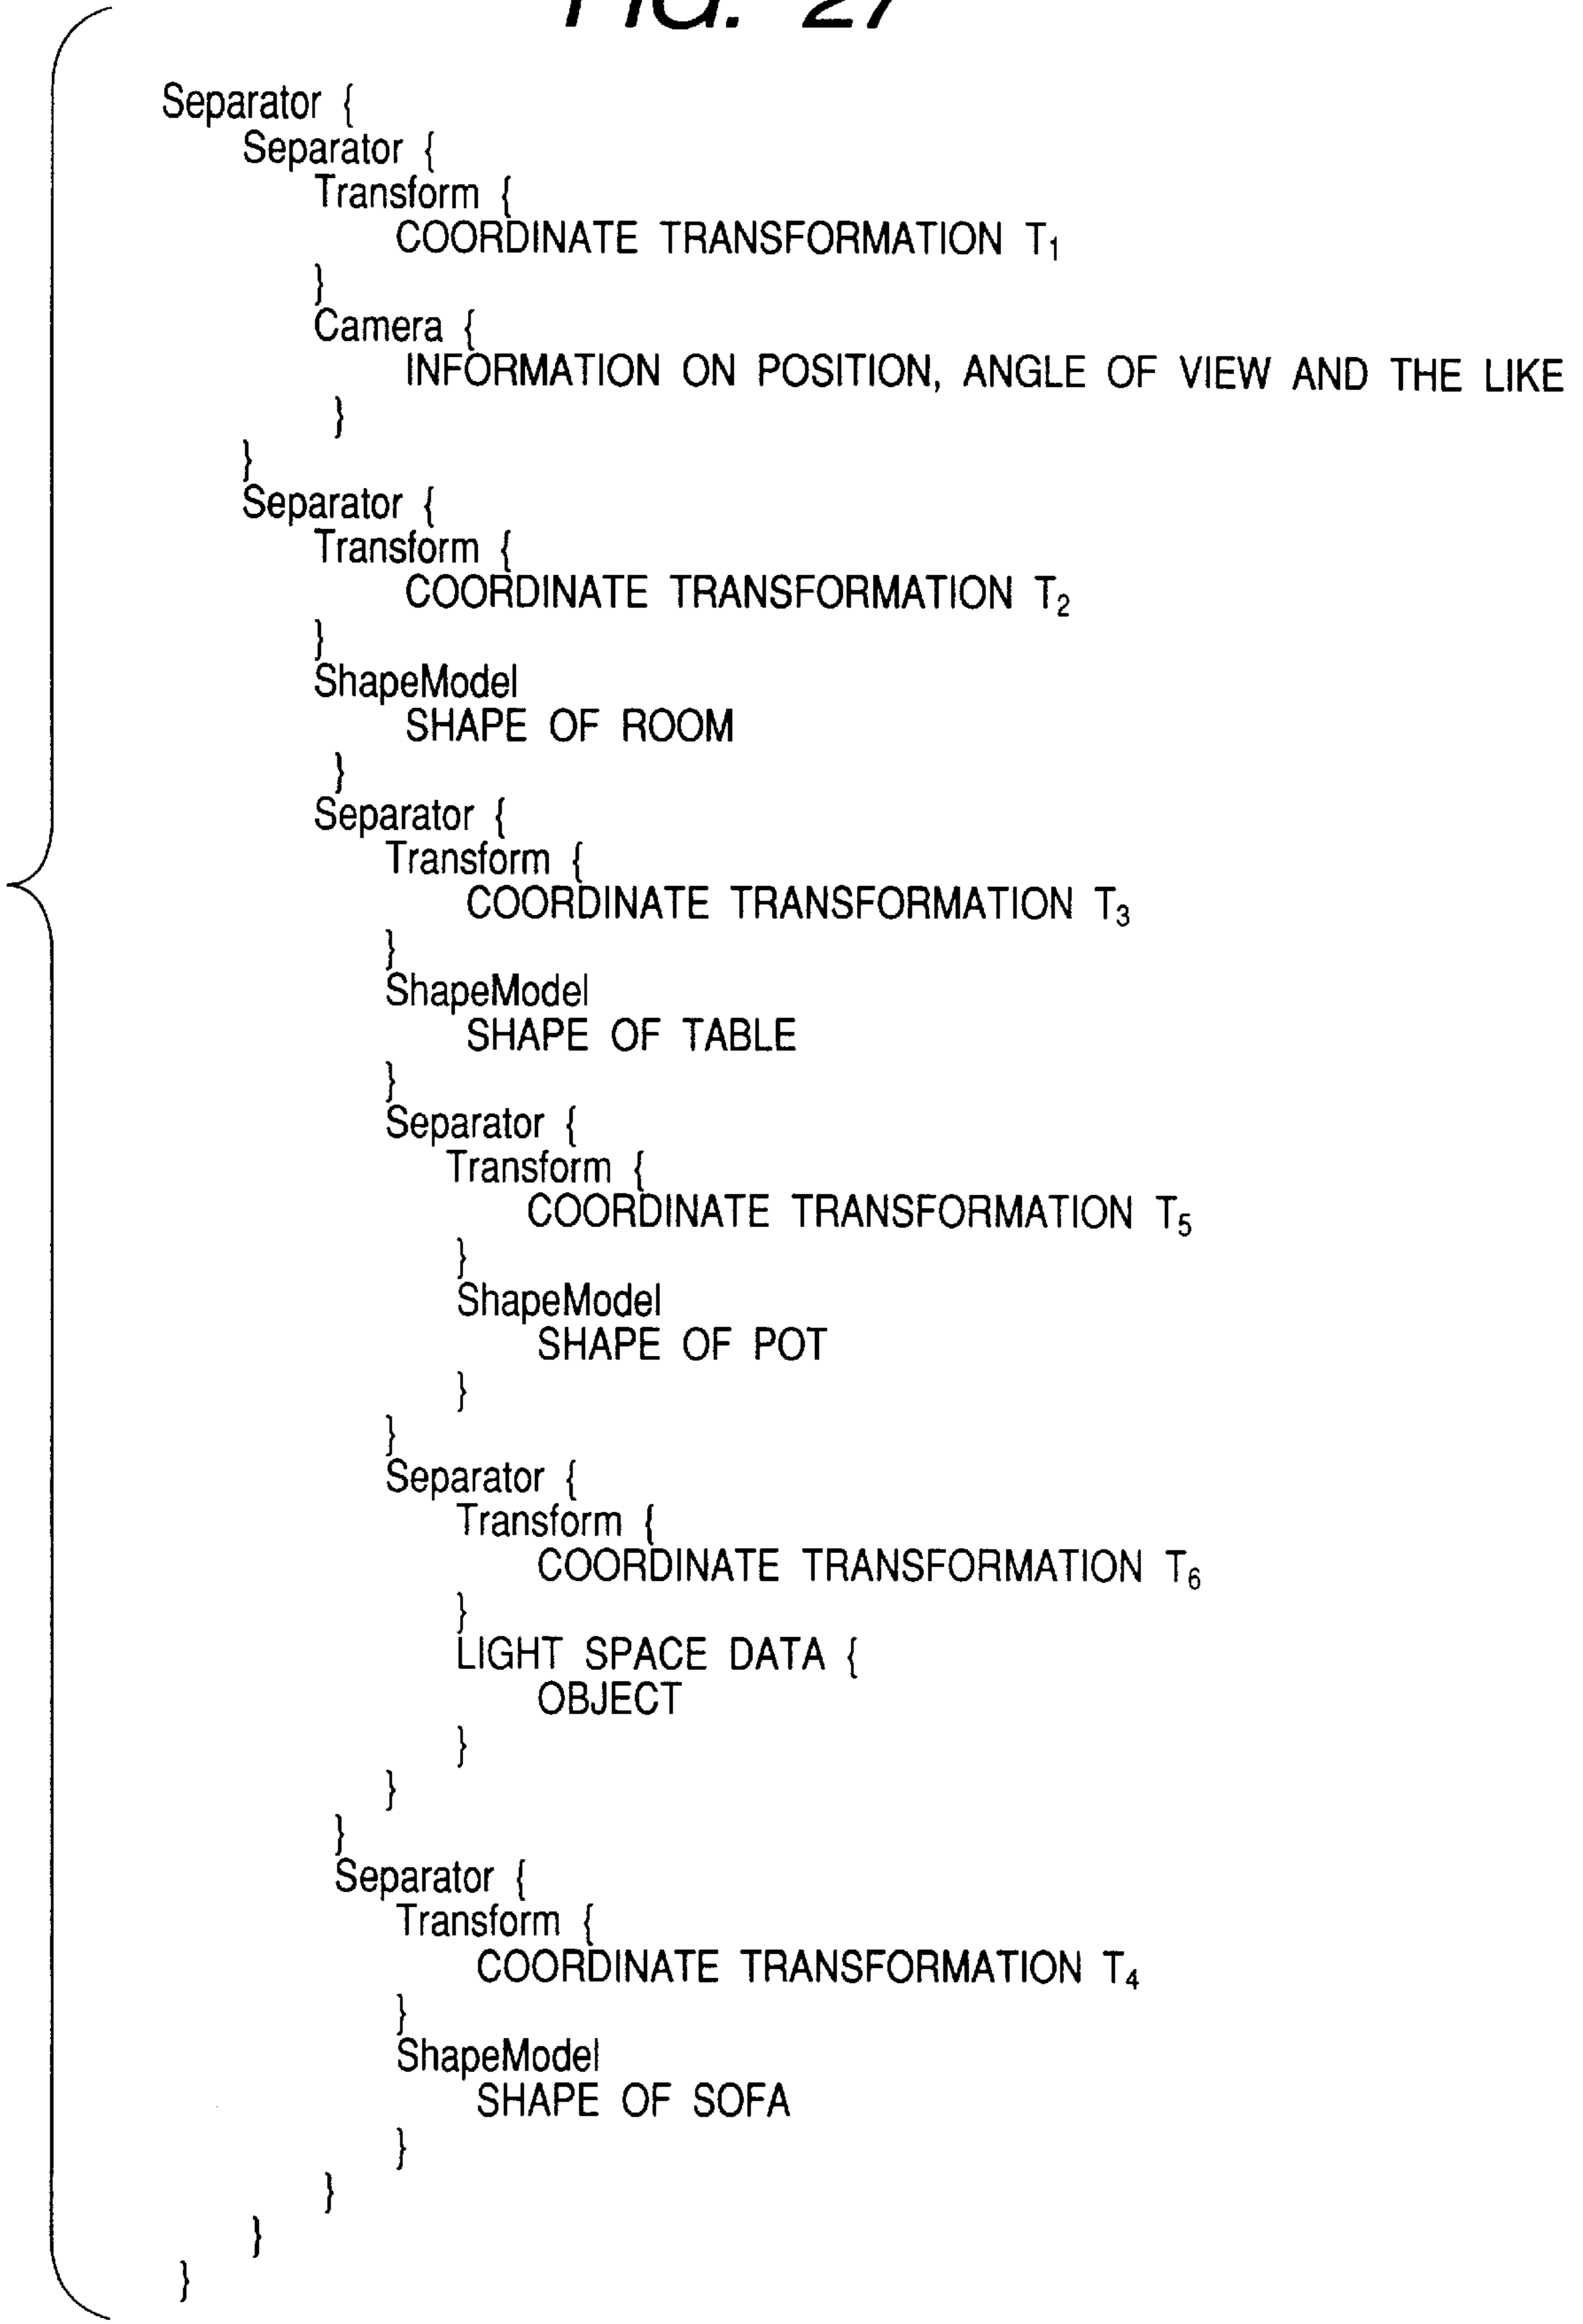 FIG. 27
Separator {
Separator {
Transform {
COORDINATE TRANSFORMATION T₁
}
Camera {
INFORMATION ON POSITION, ANGLE OF VIEW AND THE LIKE
}
}
Separator {
Transform {
COORDINATE TRANSFORMATION T₂
}
ShapeModel
SHAPE OF ROOM
}
Separator {
Transform {
COORDINATE TRANSFORMATION T₃
}
ShapeModel
SHAPE OF TABLE
}
Separator {
Transform {
COORDINATE TRANSFORMATION T₅
}
ShapeModel
SHAPE OF POT
}
}
Separator {
Transform {
COORDINATE TRANSFORMATION T₆
}
LIGHT SPACE DATA {
OBJECT
}
}
}
Separator {
Transform {
COORDINATE TRANSFORMATION T₄
}
ShapeModel
SHAPE OF SOFA
}
}
}
}